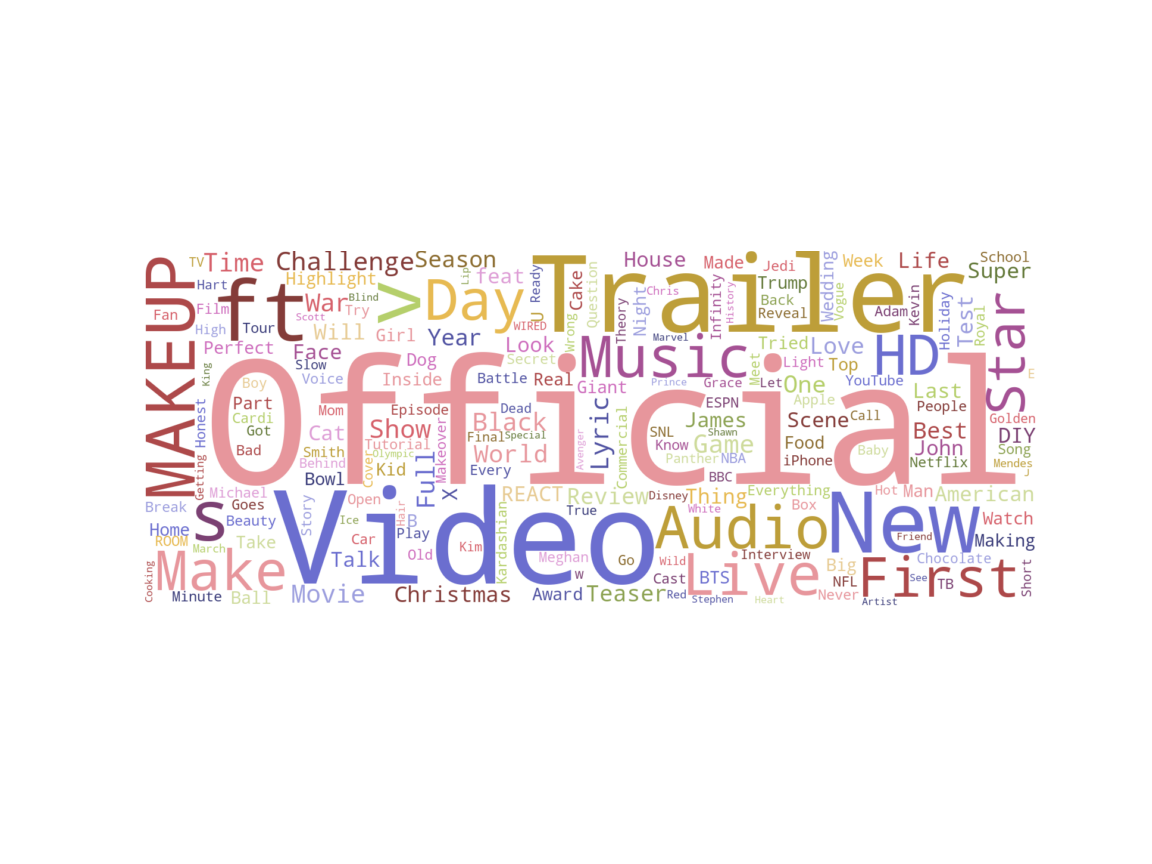 MAKEUP
TV
Time
Challenge
Season
Trailer
House
Made
Jedi
Wedding
Week
Life
School
Super
Hart
Highlight
Lip
feat
Ready
Cake
Question
Theory
Night
Chris
Infinity
History
Trump
Back
Reveal
Vogue
Adam
Kevin
Holiday
Test
Royal
Star
Film
Fan
ft
War
Blind
Try
Scott
>
Day
U
WIRED
Wrong
High
Tour
Will
Girl
Year
Look
Music
Marvel
Tried
Love
HD
Perfect
Face
Slow
Dog
Secret
Meet
Light
Top
King
Boy
Voice
Inside
Battle
Real
Giant
Prince
Grace
Let
One
YouTube
Last
E
Official
Part
Mom
Episode
Dead
Lyric
Commercial
ESPN
Apple
People
Golden
Honest
Cardi
Got
Cat
Show
Makeover
Black
James
Shawn
Scene
Call
Best
DIY
Bad
Smith
Tutorial
Final
Special
SNL
Know
Game
Food
John
Song
Behind
Olympic
Cover
Kid
World
Avenger
Panther
NBA
iPhone
Baby
Netflix
Mendes
Getting
Bowl
Full
Every
BBC
J
Michael
Goes
Open
X
REACT
Review
Disney
Thing
Everything
Hot
Man
American
Break
s
Story
Video
Ice
Hair
B
True
White
Box
New
Watch
Home
Beauty
Car
Play
Kardashian
Audio
Friend
Making
ROOM
March
Take
Talk
Old
Kim
Meghan
Go
Wild
Interview
Big
Chocolate
Cooking
Make
w
Cast
Live
NFL
First
See
TB
Short
Minute
Ball
Movie
Christmas
Award
Teaser
Red
Stephen
BTS
Heart
Never
Artist